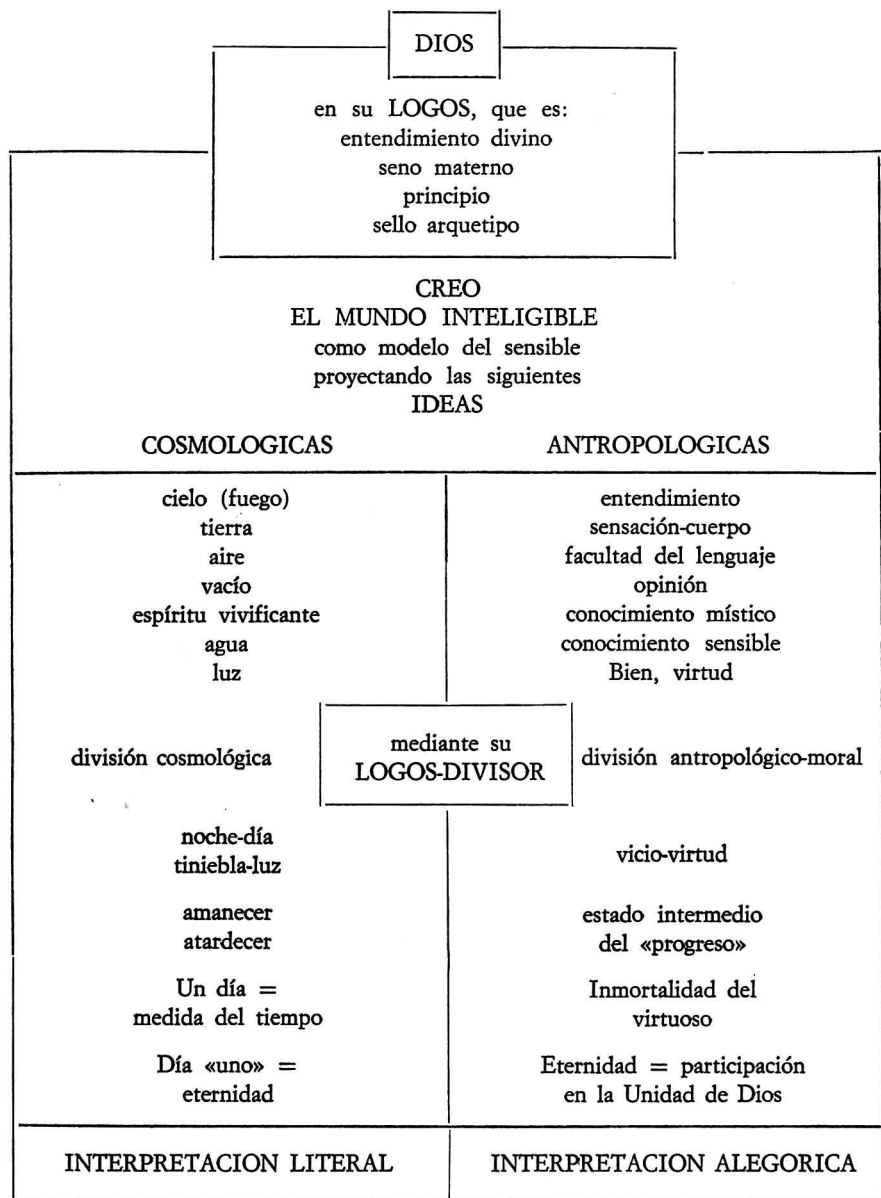 DIOS
en su LOGOS, que es:
entendimiento divino
seno materno
principio
sello arquetipo
CREO
EL MUNDO INTELIGIBLE
como modelo del sensible
proyectando las siguientes
IDEAS
COSMOLOGICAS
cielo (fuego)
tierra
aire
vacío
espíritu vivificante
agua
luz
ANTROPOLOGICAS
entendimiento
sensación-cuerpo
facultad del lenguaje
opinión
conocimiento místico
conocimiento sensible
Bien, virtud
división cosmológica
mediante su
LOGOS-DIVISOR
división antropológico-moral
noche-día
tiniebla-luz
amanecer
atardecer
Un día =
medida del tiempo
Día «uno» =
eternidad
vicio-virtud
estado intermedio
del «progreso»
Inmortalidad del
virtuoso
Eternidad = participación
en la Unidad de Dios
INTERPRETACION LITERAL
INTERPRETACION ALEGORICA